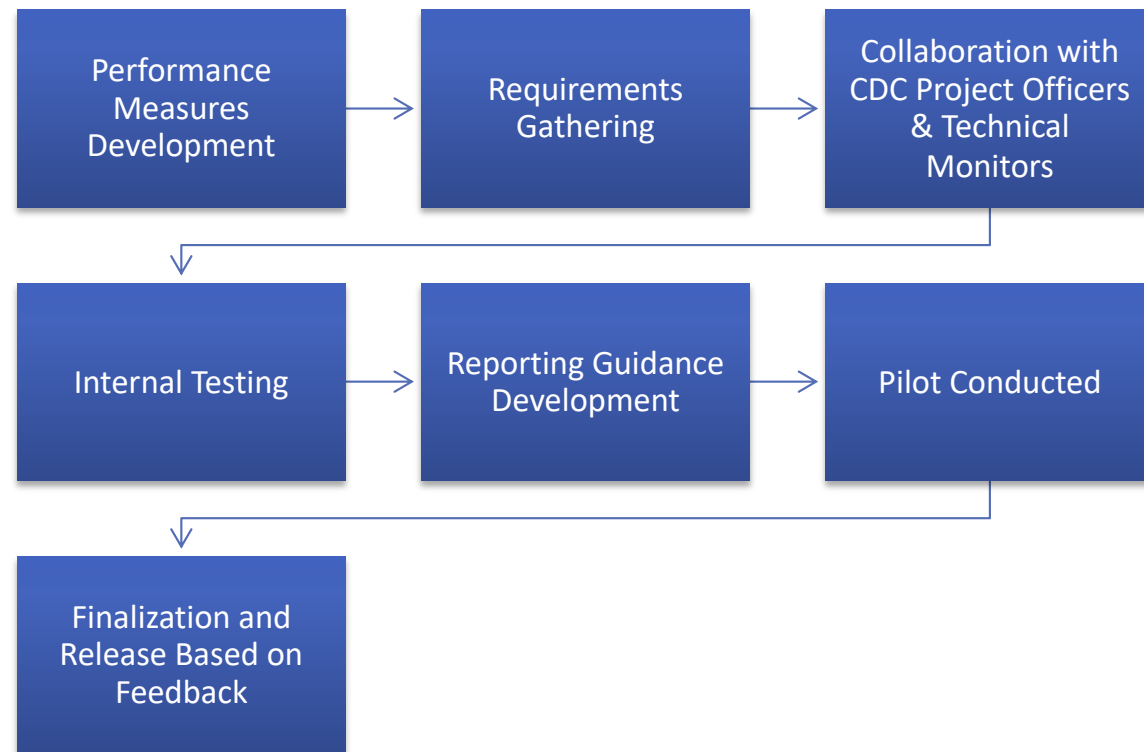 Performance
Measures
Development
Requirements
Gathering
Collaboration with
CDC Project Officers
& Technical
Monitors
Internal Testing
Reporting Guidance
Development
Pilot Conducted
Finalization and
Release Based on
Feedback